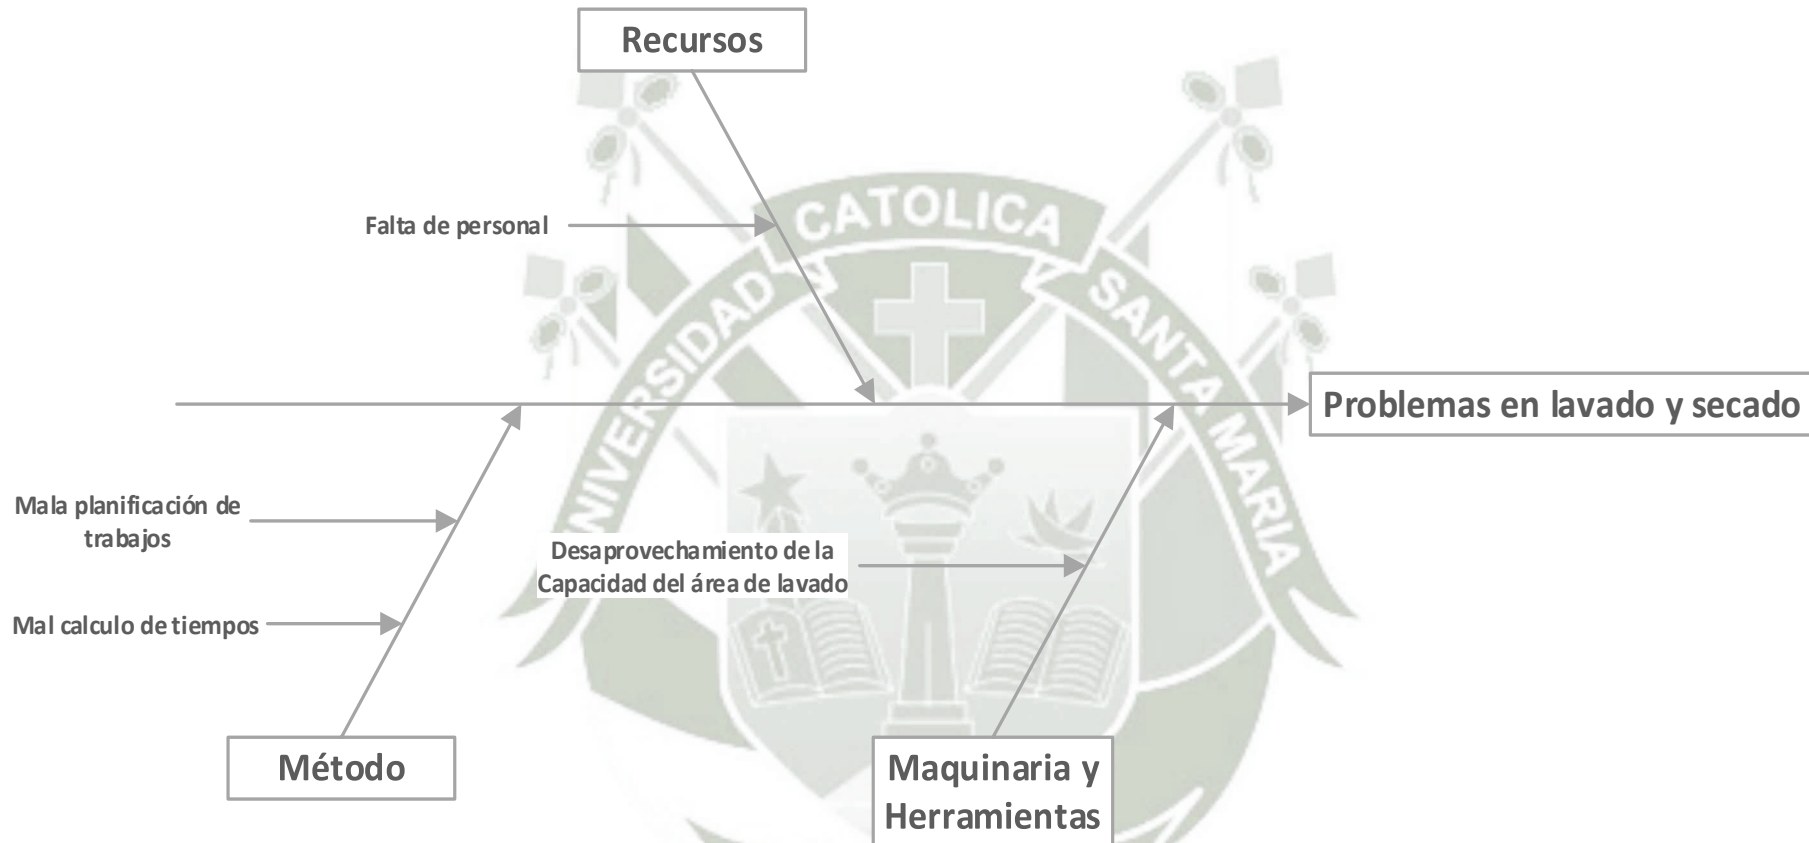 Recursos
CATOLICA
Falta de personal
UNIVERSIDAD
SANTA MARIA
Problemas en lavado y secado
Mala planificación de
trabajos
Desaprovechamiento de la
Capacidad del área de lavado
Mal calculo de tiempos
Método
Maquinaria y
Herramientas